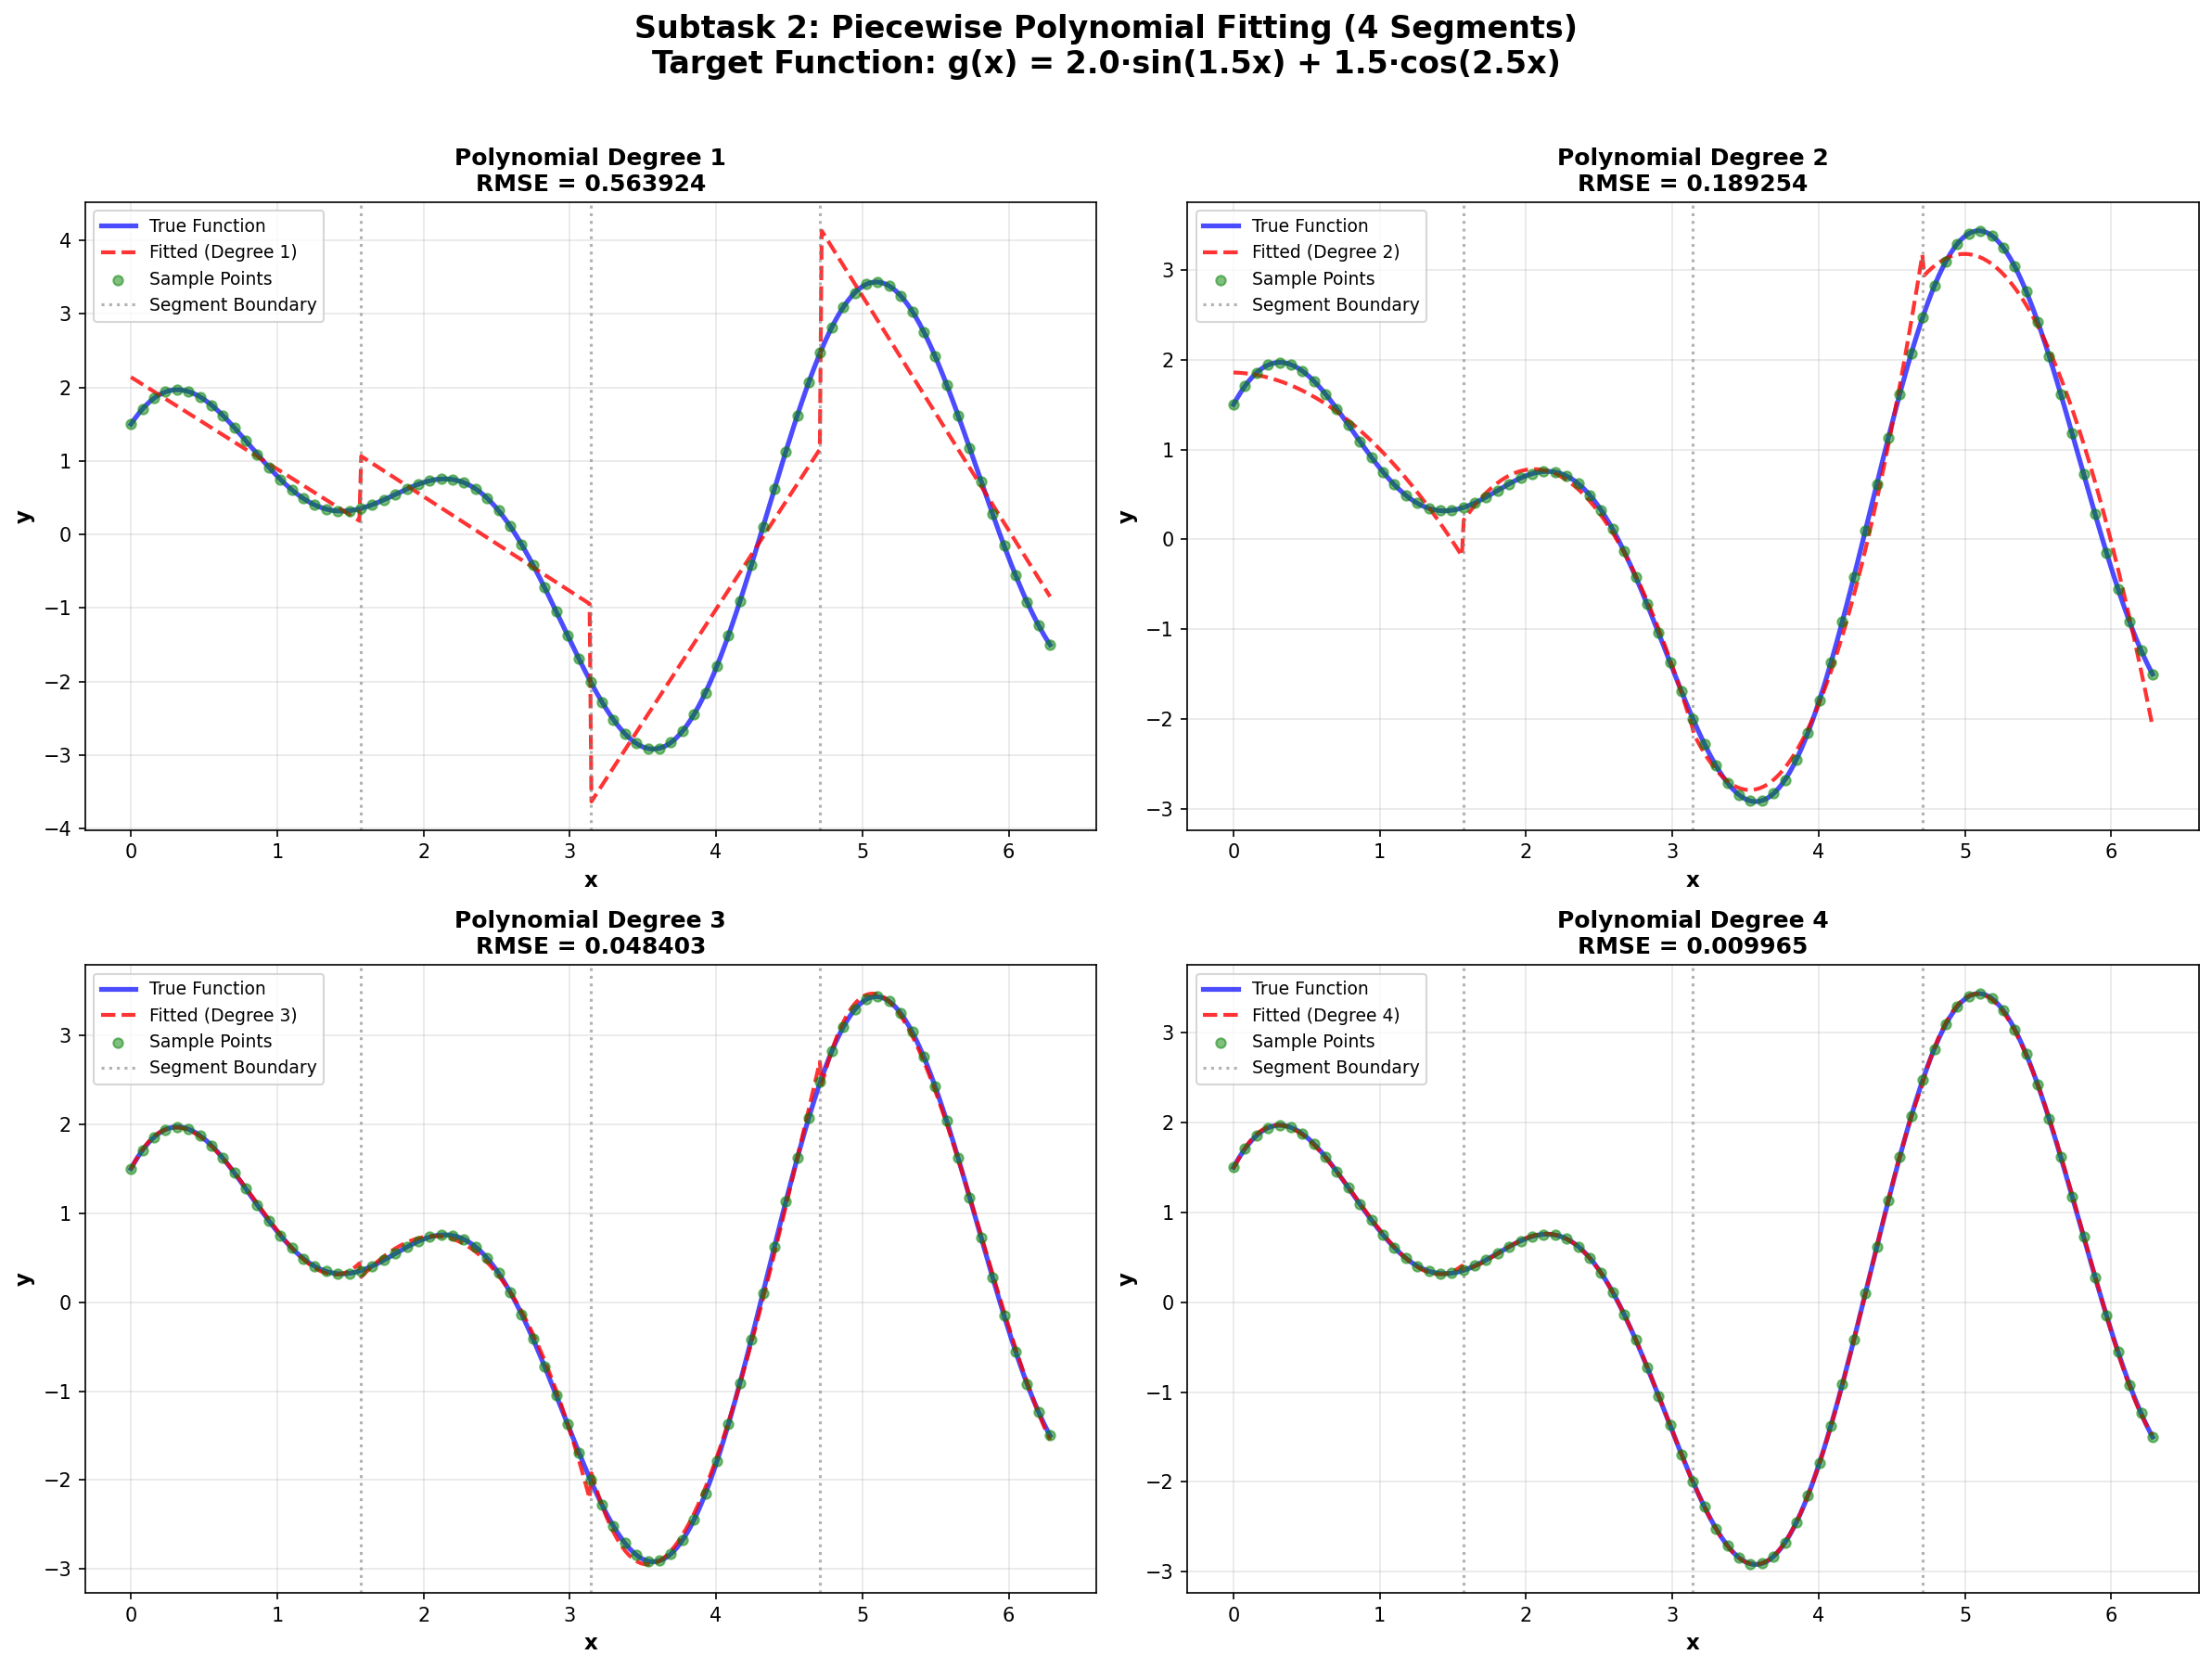 Subtask 2: Piecewise Polynomial Fitting (4 Segments)
Target Function: g(x) = 2.0·sin(1.5x) + 1.5·cos(2.5x)
Polynomial Degree 1
RMSE = 0.563924
True Function
Fitted (Degree 1)
Sample Points
Segment Boundary
4
3
2
1
0
−1
−2
−3
−4
y
0 1 2 3 4 5 6
x
Polynomial Degree 2
RMSE = 0.189254
True Function
Fitted (Degree 2)
Sample Points
Segment Boundary
3
2
1
0
−1
−2
−3
y
0 1 2 3 4 5 6
x
Polynomial Degree 3
RMSE = 0.048403
True Function
Fitted (Degree 3)
Sample Points
Segment Boundary
3
2
1
0
−1
−2
−3
y
0 1 2 3 4 5 6
x
Polynomial Degree 4
RMSE = 0.009965
True Function
Fitted (Degree 4)
Sample Points
Segment Boundary
3
2
1
0
−1
−2
−3
y
0 1 2 3 4 5 6
x